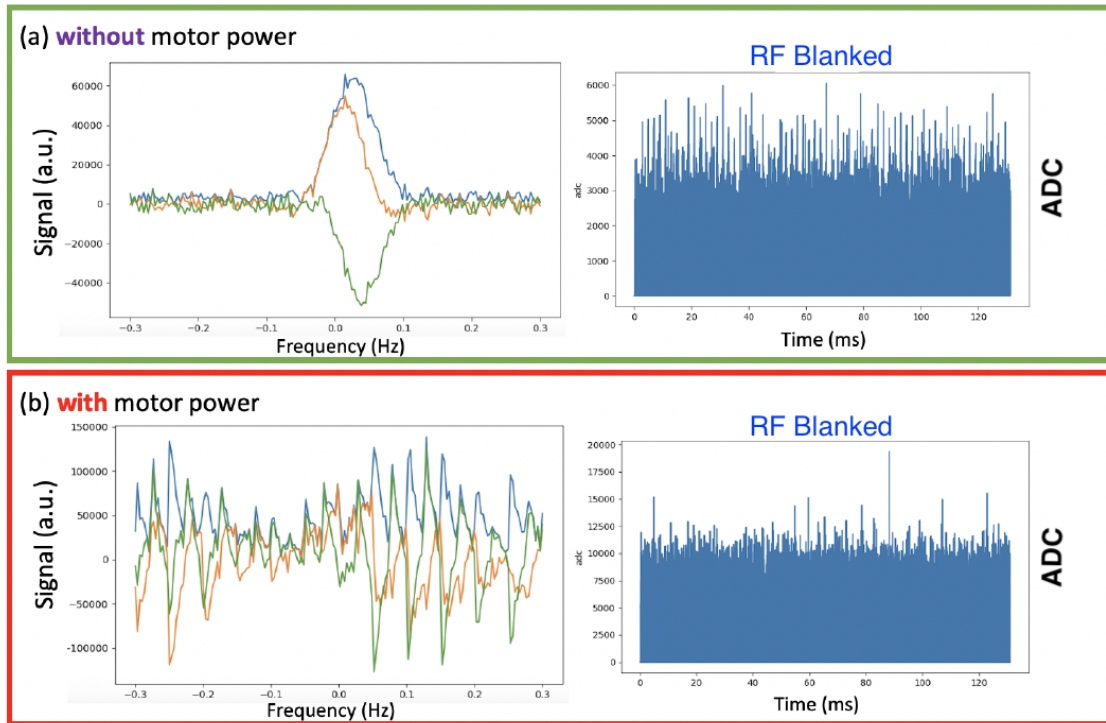 (a) without motor power
RF Blanked
Signal (a.u.)
60000
40000
20000
0
−20000
−40000
−0.3 −0.2 −0.1 0.0 0.1 0.2 0.3
Frequency (Hz)
adc
6000
5000
4000
3000
2000
1000
0
0 20 40 60 80 100 120
Time (ms)
ADC
(b) with motor power
RF Blanked
Signal (a.u.)
150000
100000
50000
0
−50000
−100000
−0.3 −0.2 −0.1 0.0 0.1 0.2 0.3
Frequency (Hz)
adc
20000
17500
15000
12500
10000
7500
5000
2500
0
0 20 40 60 80 100 120
Time (ms)
ADC